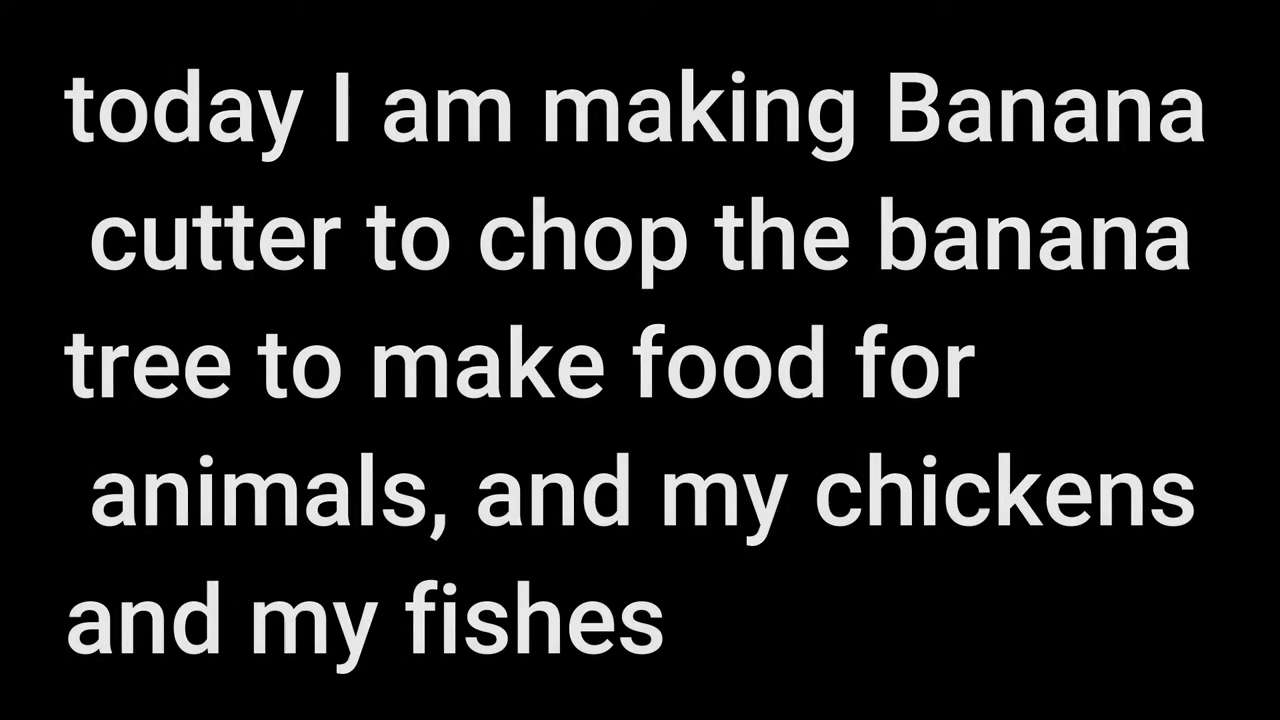 today I am making Banana
cutter to chop the banana
tree to make food for
animals, and my chickens
and my fishes